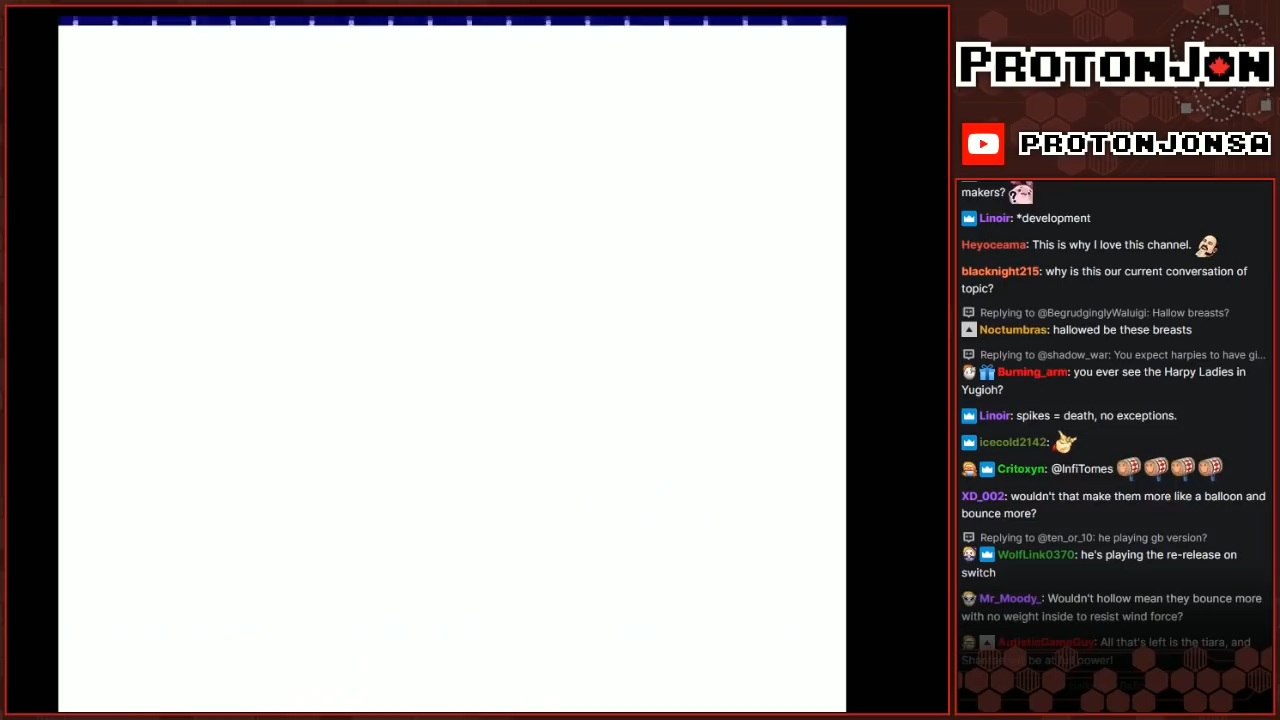 PROTONJON
PROTONJONSA
makers?
Linoir: *development
Heyoceama: This is why I love this channel.
blacknight215: why is this our current conversation of
topic?
Replying to @BegrudginglyWaluigi: Hallow breasts?
Noctumbras: hallowed be these breasts
Replying to @shadow_war: You expect harpies to have gi...
Burning_arm: you ever see the Harpy Ladies in
Yugioh?
Linoir: spikes = death, no exceptions.
icecold2142:
Critoxyn: @InfiTomes
XD_002: wouldn't that make them more like a balloon and
bounce more?
Replying to @ten_or_10: he playing gb version?
WolfLink0370: he's playing the re-release on
switch
Mr_Moody_: Wouldn't hollow mean they bounce more
with no weight inside to resist wind force?
AutisticGameGuy: All that's left is the tiara, and
be at full power!